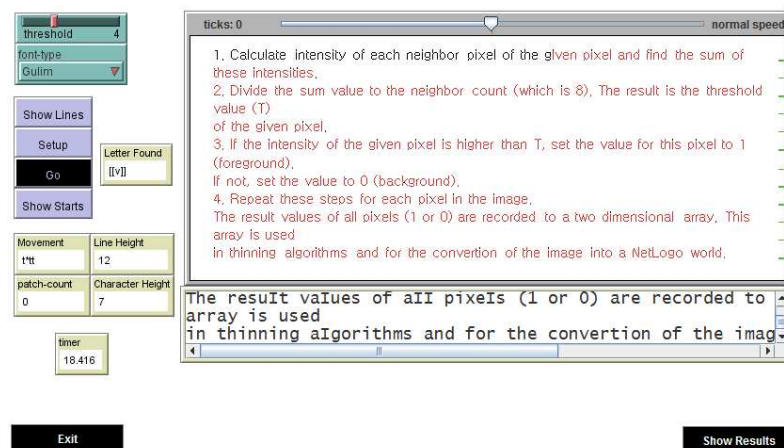 ticks: 0
normal speed
threshold 4
font-type
Gulim
Show Lines
Setup
Go
Show Starts
Letter Found
[[v]]
Movement
t*tt
Line Height
12
patch-count
0
Character Height
7
timer
18.416
1. Calculate intensity of each neighbor pixel of the gIven pixel and find the sum of
these intensities.
2. Divide the sum value to the neighbor count (which is 8). The result is the threshold
value (T)
of the given pixel.
3. If the intensity of the given pixel is higher than T, set the value for this pixel to 1
(foreground).
If not, set the value to 0 (background).
4. Repeat these steps for each pixel in the image.
The result values of all pixels (1 or 0) are recorded to a two dimensional array. This
array is used
in thinning algorithms and for the convertion of the image into a NetLogo world.
The resuIt vaIues of aII pixeIs (1 or 0) are recorded to
array is used
in thinning aIgorithms and for the convertion of the imag
Exit
Show Results